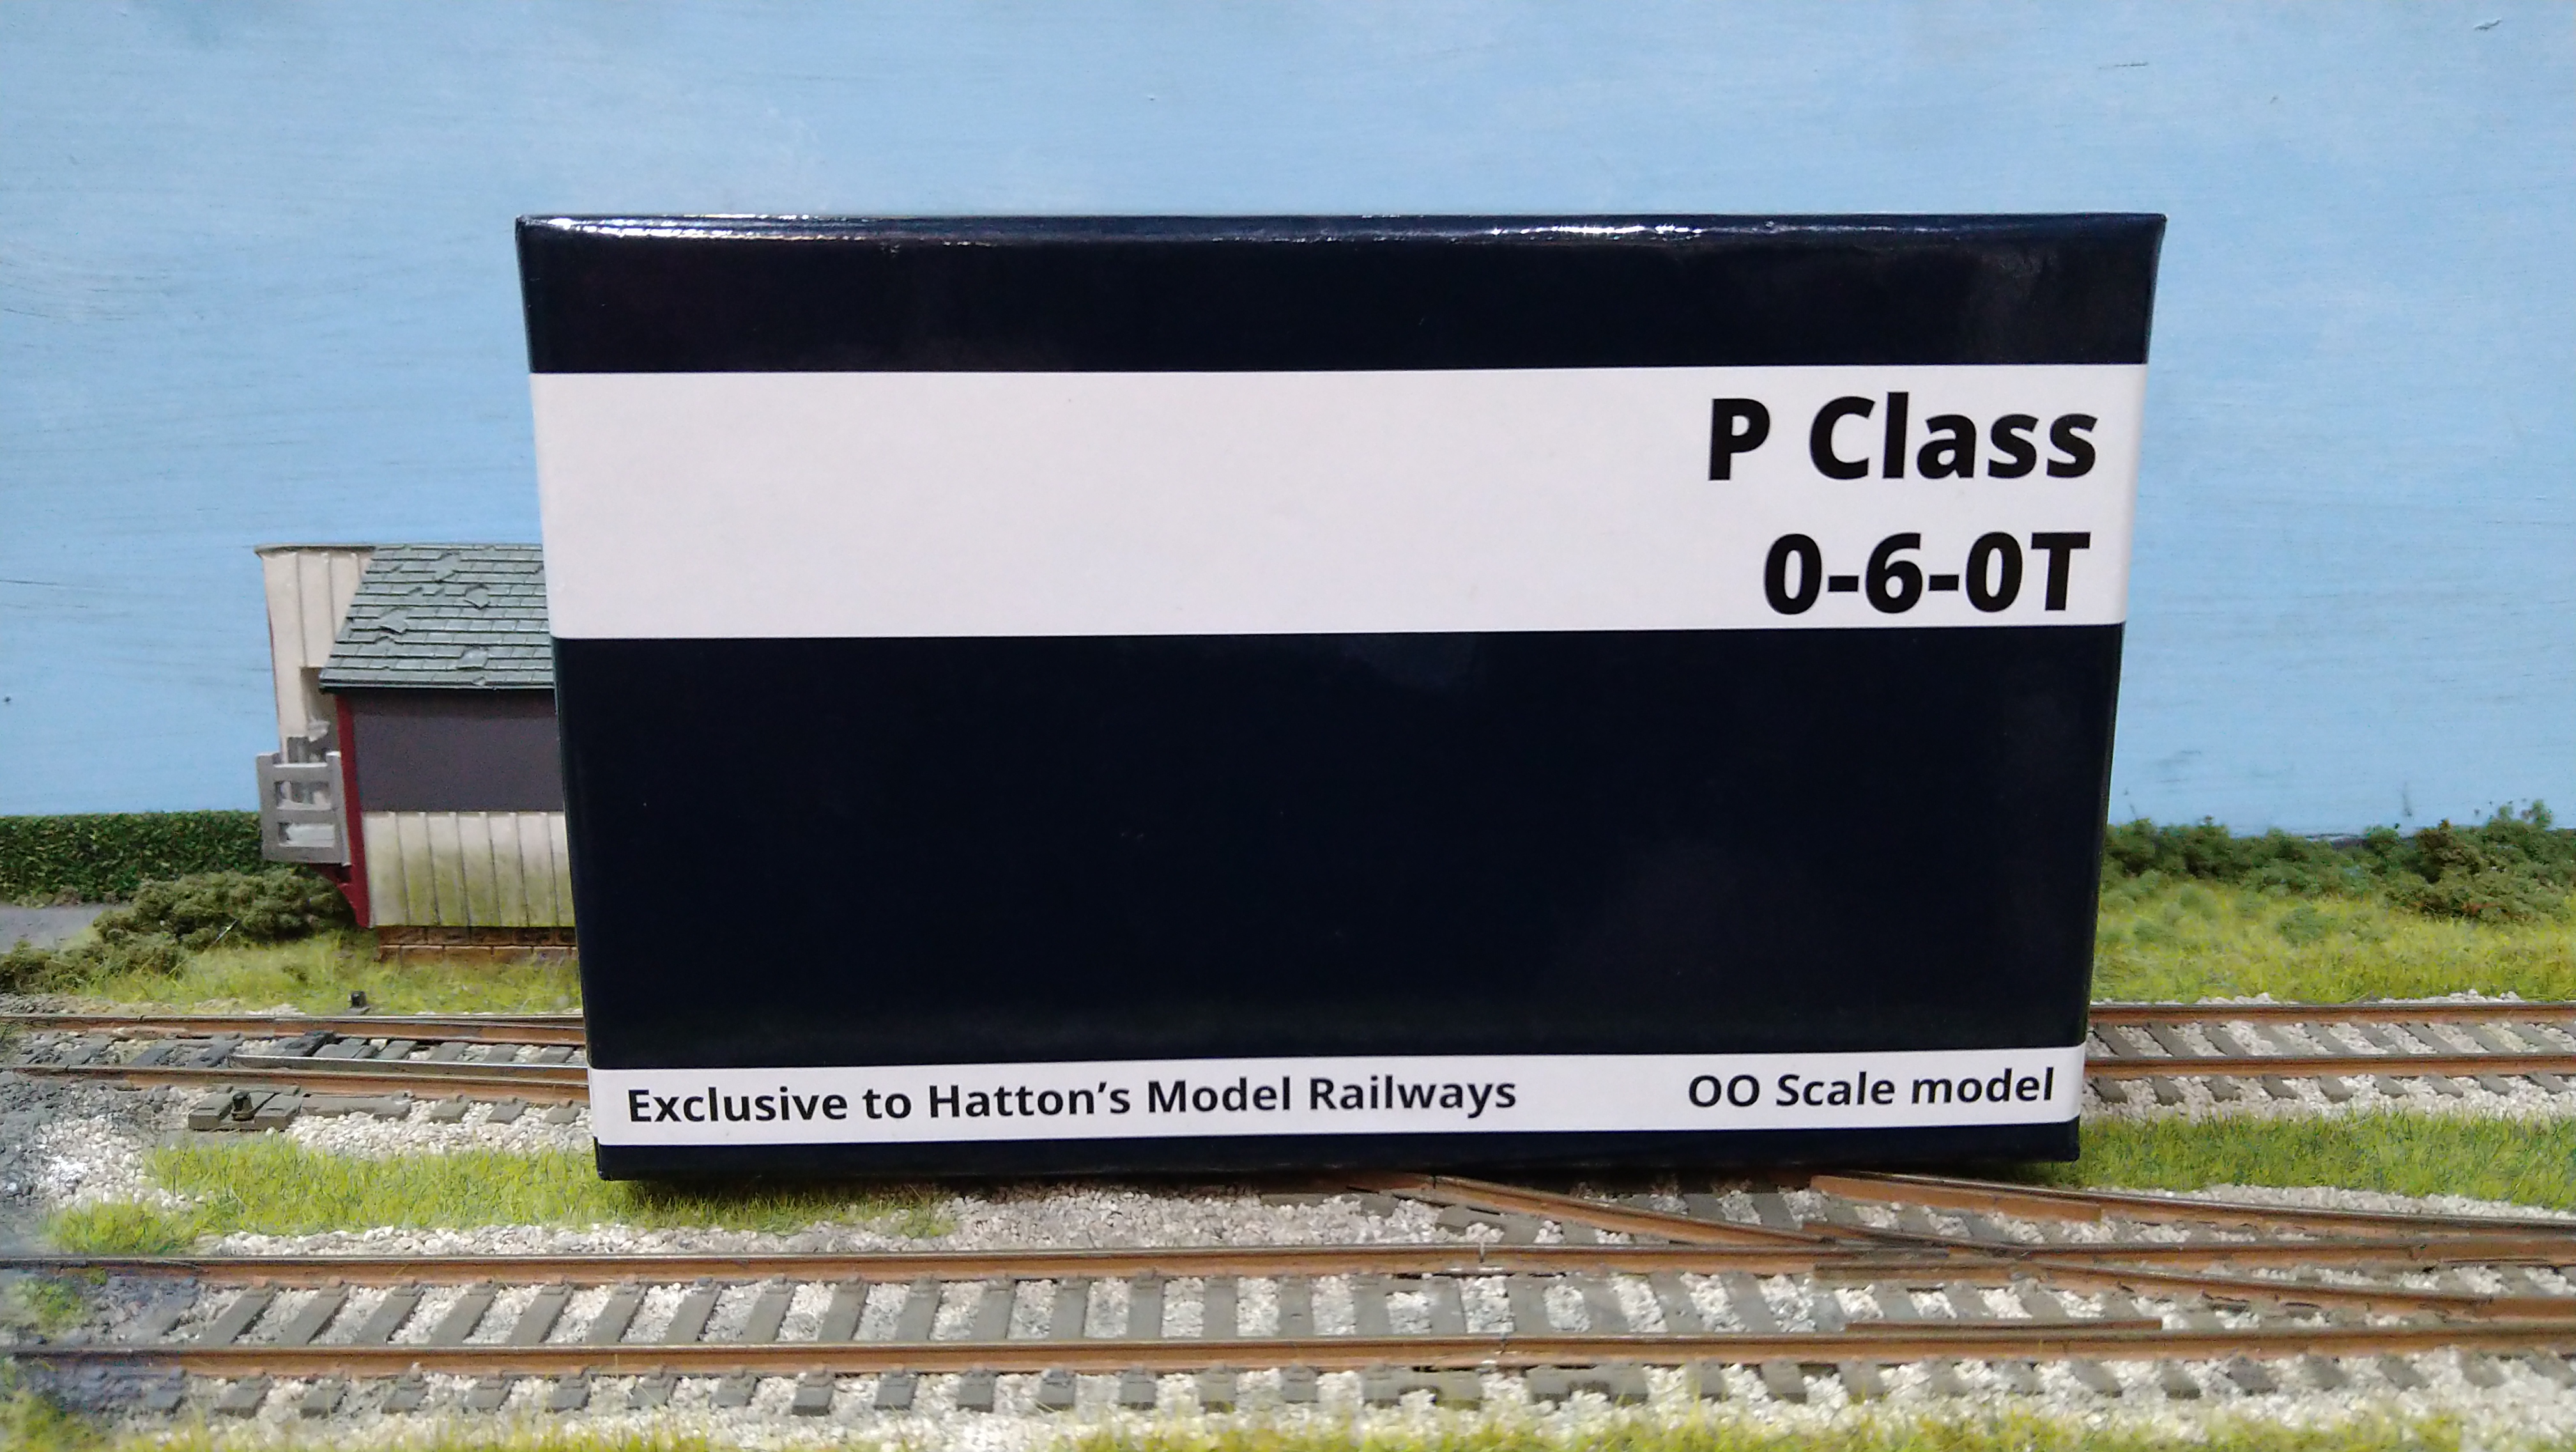 P Class
0-6-0T
Exclusive to Hatton’s Model Railways
OO Scale model